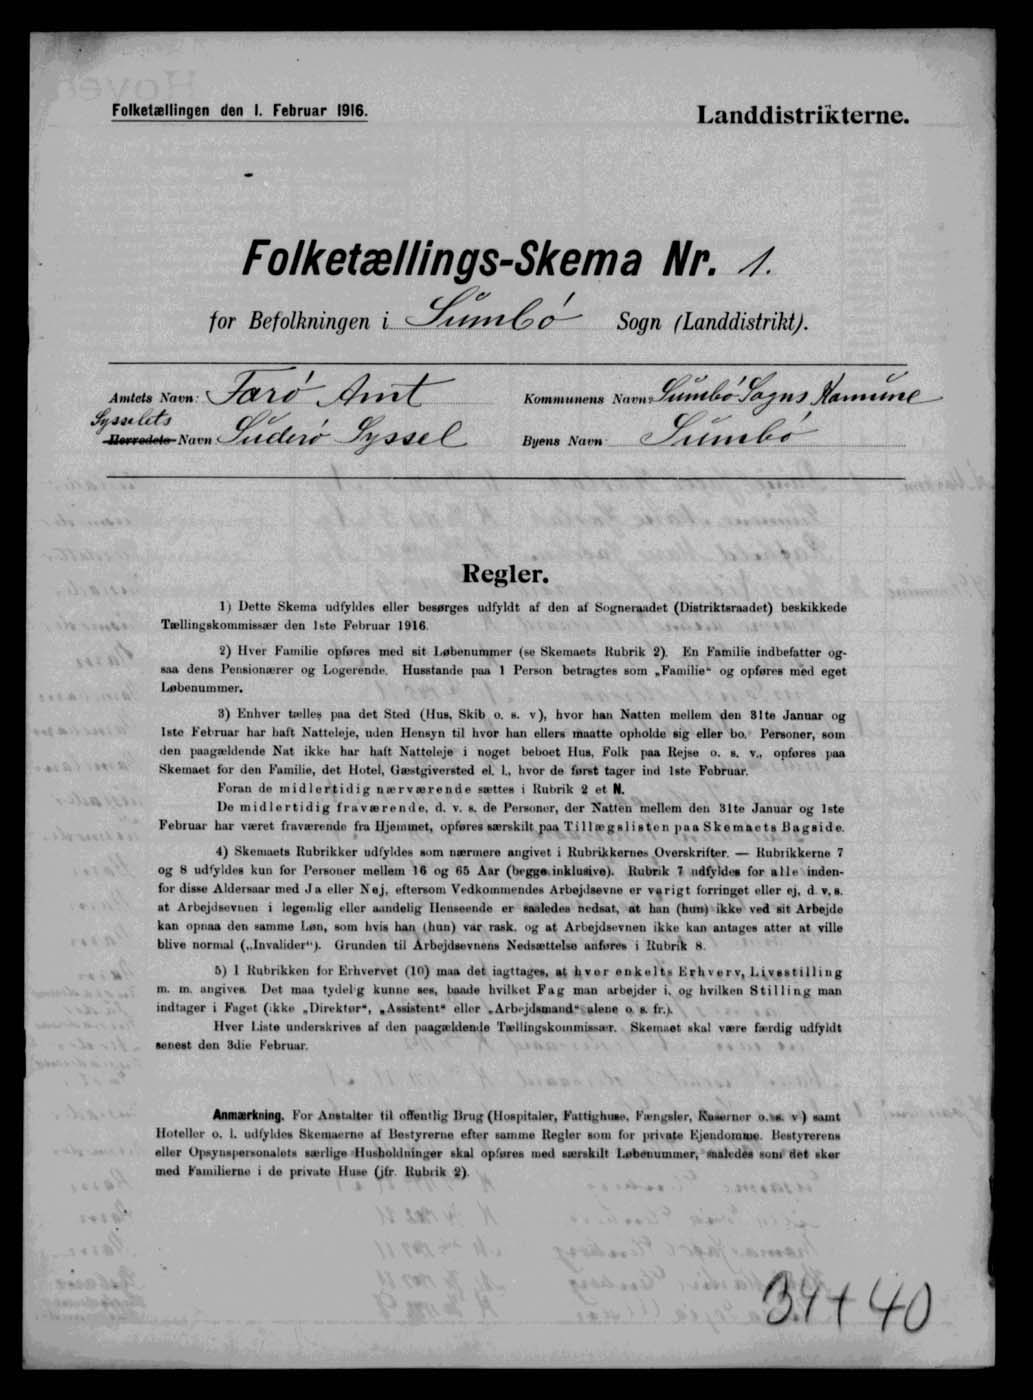 Folketællingen den 1. Februar 1916.
Landdistrikterne.
Folketællings-Skema Nr. 1.
for Befolkningen i Sumbø Sogn (Landdistrikt).
Amtets Navn: Færø Amt
Kommunens Navn: Sumbø Sogns Komune
Syssелets
Herredets Navn Suderø Syssel
Byens Navn Sumbø
Regler.
1) Dette Skema udfyldes eller besørges udfyldt af den af Sogneraadet (Distriktsraadet) beskikkede
Tællingskommissær den 1ste Februar 1916.
2) Hver Familie opføres med sit Løbenummer (se Skemaets Rubrik 2). En Familie indbefatter og-
saa dens Pensionærer og Logerende. Husstande paa 1 Person betragtes som „Familie“ og opføres med eget
Løbenummer.
3) Enhver tælles paa det Sted (Hus, Skib o. s. v), hvor han Natten mellem den 31te Januar og
1ste Februar har haft Natteleje, uden Hensyn til hvor han ellers maatte opholde sig eller bo. Personer, som
den paagældende Nat ikke har haft Natteleje i noget beboet Hus, Folk paa Rejse o. s. v., opføres paa
Skemaet for den Familie, det Hotel, Gæstgiversted el. l., hvor de først tager ind 1ste Februar.
Foran de midlertidig nærværende sættes i Rubrik 2 et N.
De midlertidig fraværende, d. v. s. de Personer, der Natten mellem den 31te Januar og 1ste
Februar har været fraværende fra Hjemmet, opføres særskilt paa Tillægslisten paa Skemaets Bagside.
4) Skemaets Rubrikker udfyldes som nærmere angivet i Rubrikkernes Overskrifter. — Rubrikkerne 7
og 8 udfyldes kun for Personer mellem 16 og 65 Aar (begge inklusive). Rubrik 7 udfyldes for alle inden-
for disse Aldersaar med Ja eller Nej, eftersom Vedkommendes Arbejdsevne er varigt forringet eller ej, d. v. s.
at Arbejdsevnen i legemlig eller aandelig Henseende er saaledes nedsat, at han (hun) ikke ved sit Arbejde
kan opnaa den samme Løn, som hvis han (hun) var rask, og at Arbejdsevnen ikke kan antages atter at ville
blive normal („Invalider“). Grunden til Arbejdsevnens Nedsættelse anføres i Rubrik 8.
5) I Rubrikken for Erhvervet (10) maa det iagttages, at hver enkelts Erhverv, Livsstilling
m. m. angives. Det maa tydelig kunne ses, baade hvilket Fag man arbejder i, og hvilken Stilling man
indtager i Faget (ikke „Direktør“, „Assistent“ eller „Arbejdsmand“ alene o. s. fr.).
Hver Liste underskrives af den paagældende Tællingskommissær. Skemaet skal være færdig udfyldt
senest den 3die Februar.
Anmærkning. For Anstalter til offentlig Brug (Hospitaler, Fattighuse, Fængsler, Kaserner o. s. v) samt
Hoteller o. l. udfyldes Skemaerne af Bestyrerne efter samme Regler som for private Ejendomme. Bestyrerens
eller Opsynspersonalets særlige Husholdninger skal opføres med særskilt Løbenummer, saaledes som det sker
med Familierne i de private Huse (jfr. Rubrik 2).
34 + 40